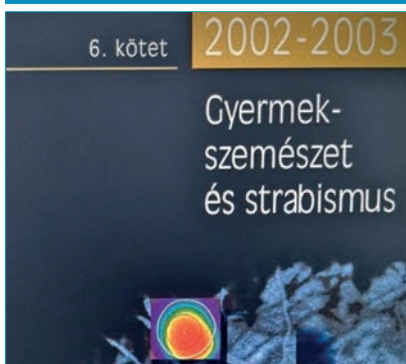 6. kötet
2002-2003
Gyermek-
szemészet
és strabismus